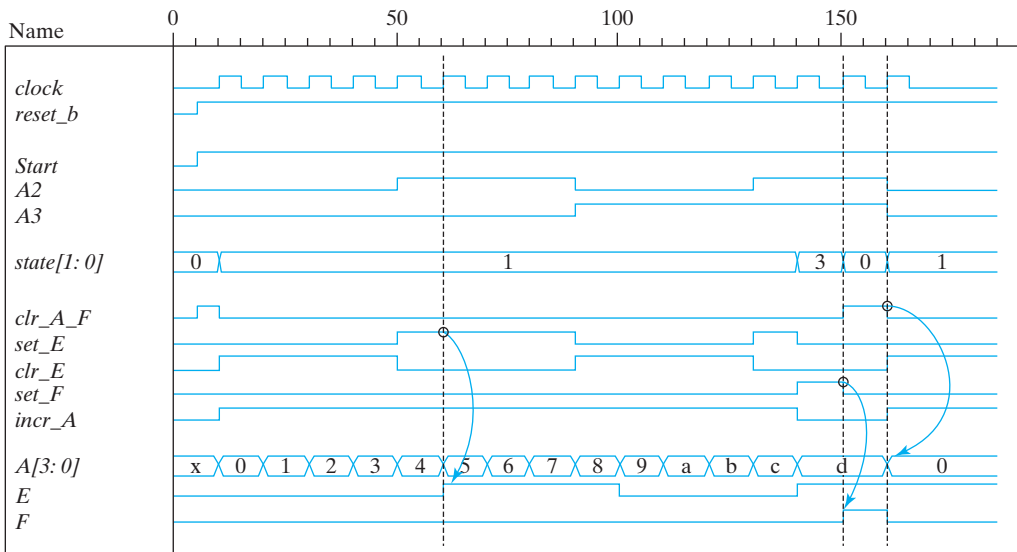 0 50 100 150
Name
clock
reset_b
Start
A2
A3
state[1: 0] 0 1 3 0 1
clr_A_F
set_E
clr_E
set_F
incr_A
A[3: 0] x 0 1 2 3 4 5 6 7 8 9 a b c d 0
E
F